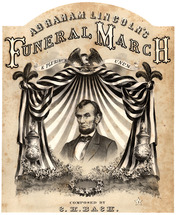 ABRAHAM LINCOLN'S
FUNERAL MARCH
COMPOSED BY
C.H.BACH.